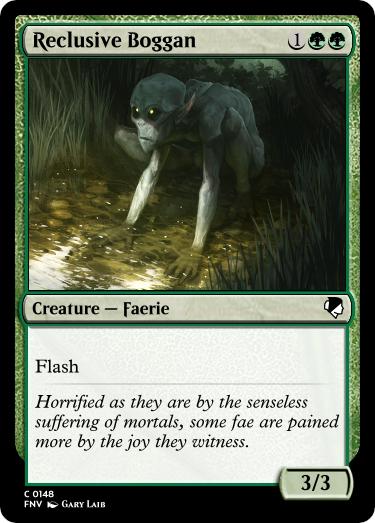 Reclusive Boggan 1
Creature — Faerie
Flash
Horrified as they are by the senseless
suffering of mortals, some fae are pained
more by the joy they witness.
3/3
C 0148
FNV Gary Laib